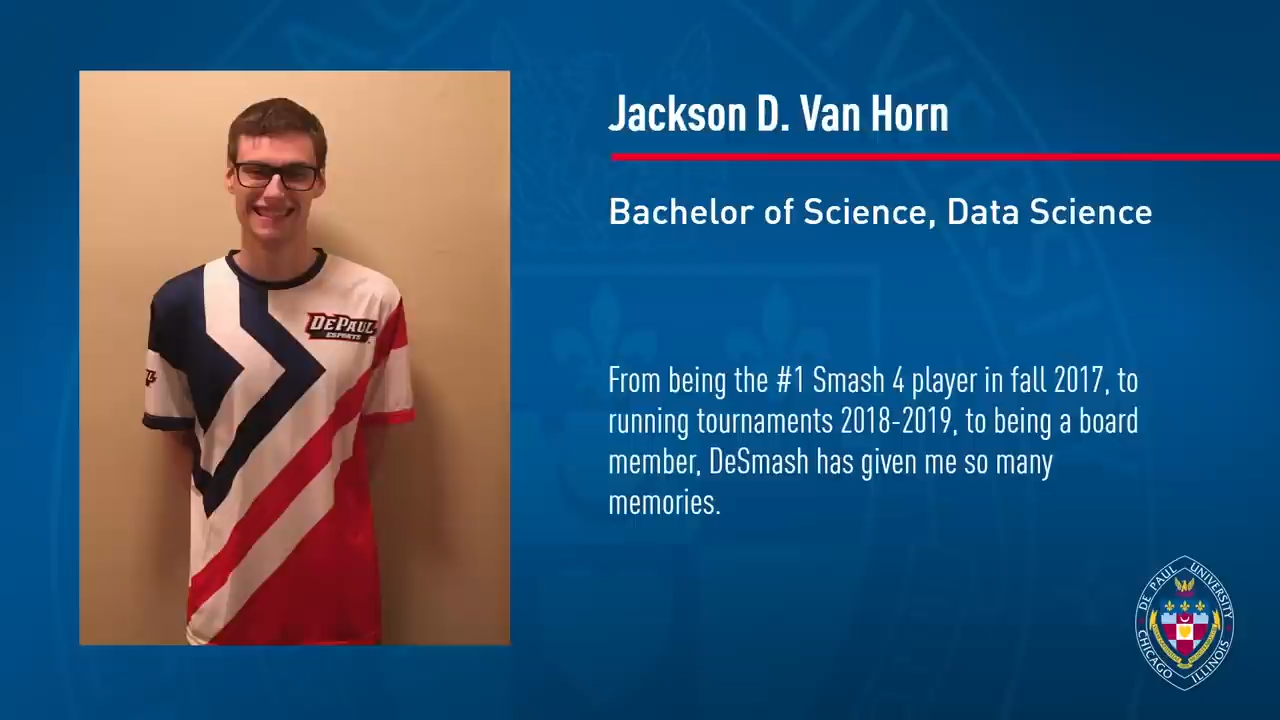 Jackson D. Van Horn
Bachelor of Science, Data Science
DEPAUL
ESPORTS
From being the #1 Smash 4 player in fall 2017, to
running tournaments 2018-2019, to being a board
member, DeSmash has given me so many
memories.
DE PAUL UNIVERSITY
CHICAGO ILLINOIS